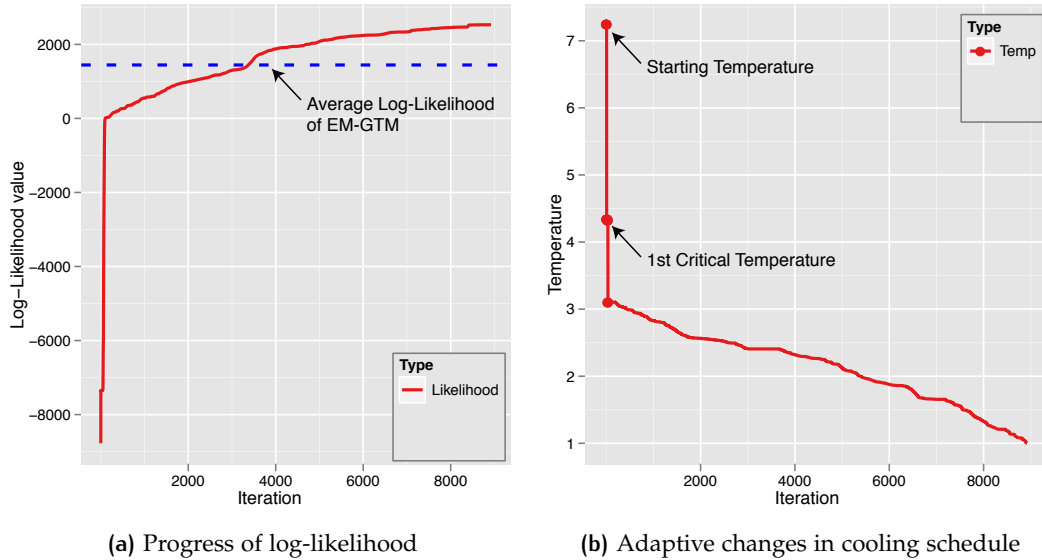 2000
0
−2000
−4000
−6000
−8000
Log−Likelihood value
Average Log-Likelihood
of EM-GTM
Type
Likelihood
2000 4000 6000 8000
Iteration
(a) Progress of log-likelihood
7
6
5
4
3
2
1
Temperature
Starting Temperature
1st Critical Temperature
Type
Temp
2000 4000 6000 8000
Iteration
(b) Adaptive changes in cooling schedule